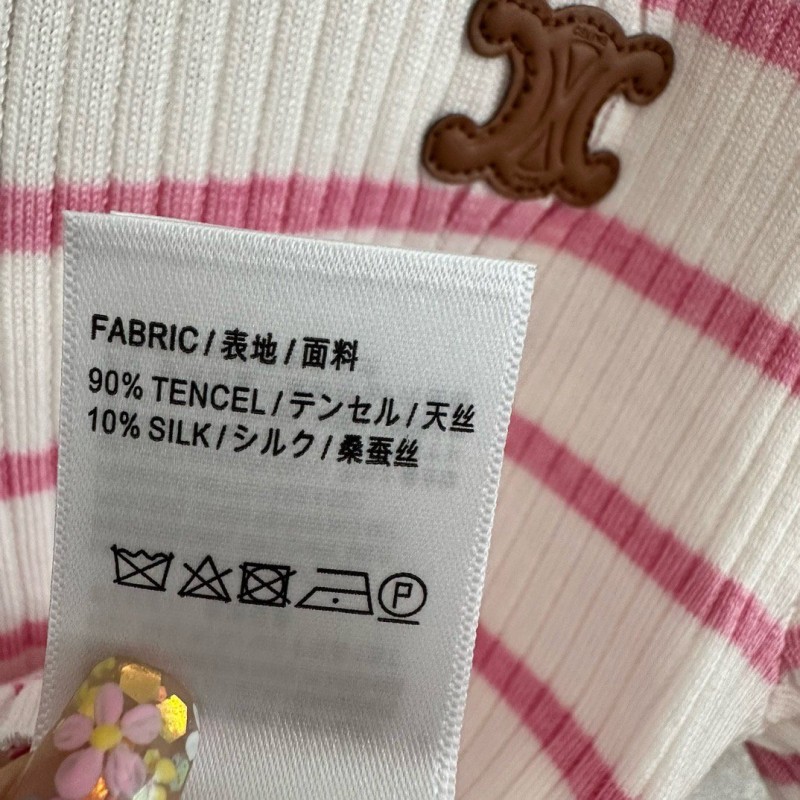 FABRIC / 表地 / 面料
90% TENCEL / テンセル / 天丝
10% SILK / シルク / 桑蚕丝
P